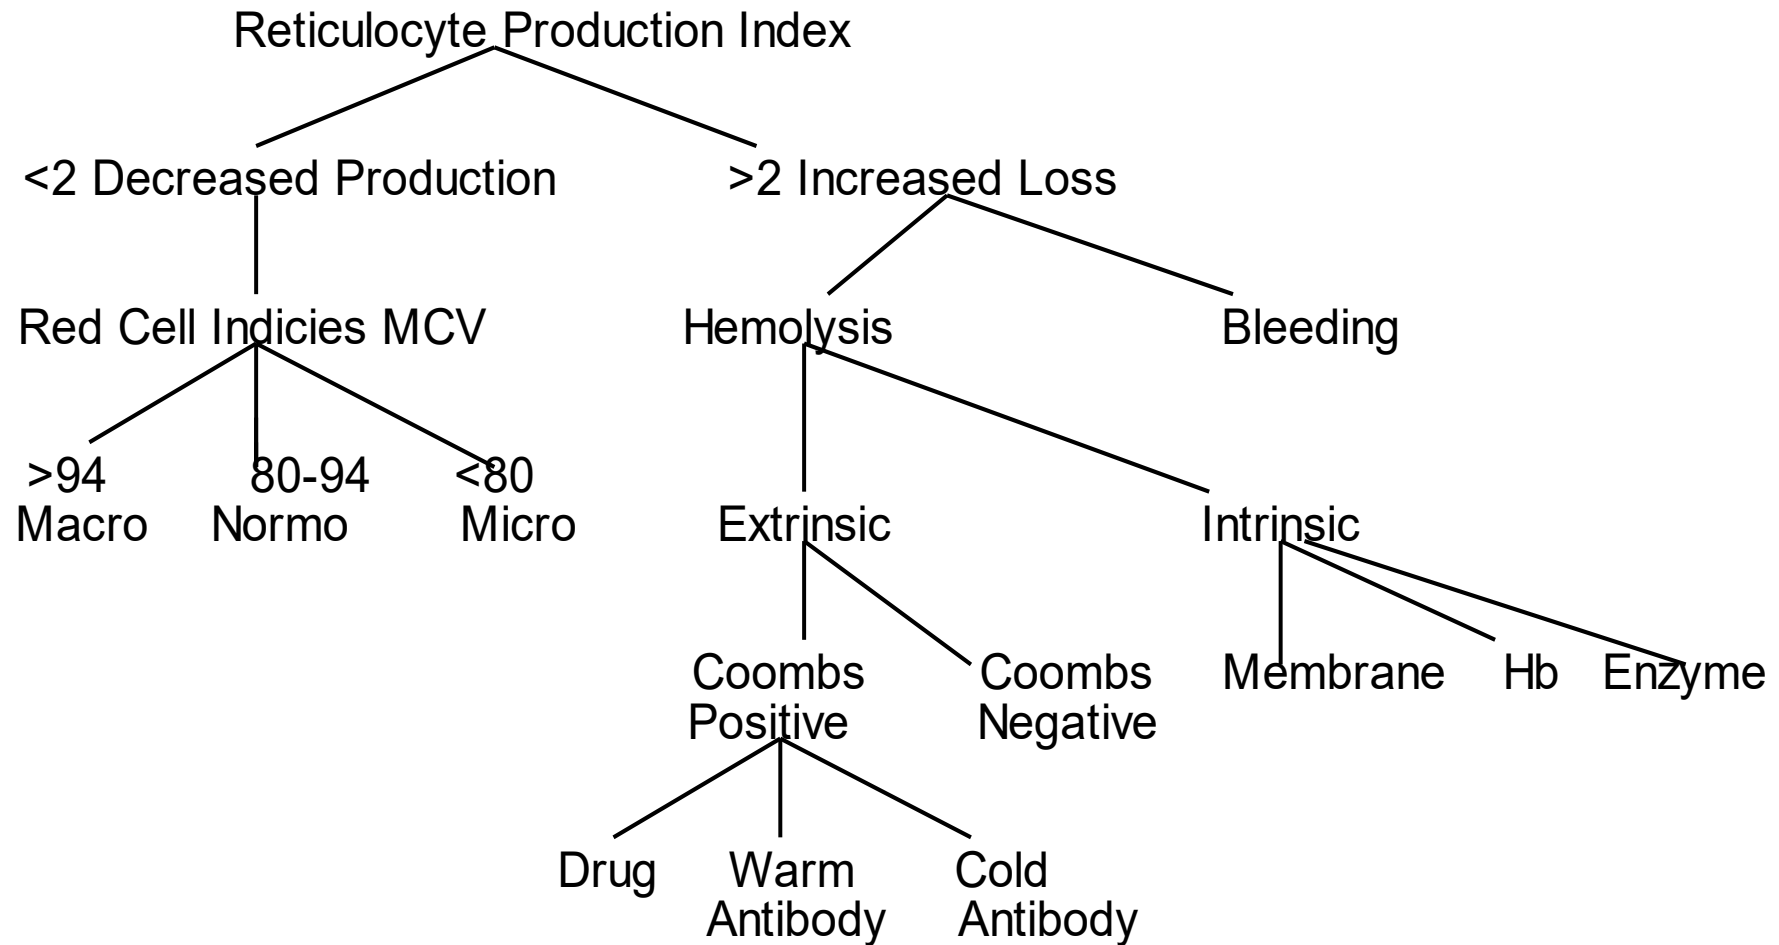 Reticulocyte Production Index
<2 Decreased Production
>2 Increased Loss
Red Cell Indicies MCV
Hemolysis
Bleeding
>94
Macro
80-94
Normo
<80
Micro
Extrinsic
Intrinsic
Coombs
Positive
Coombs
Negative
Membrane
Hb
Enzyme
Drug
Warm
Antibody
Cold
Antibody